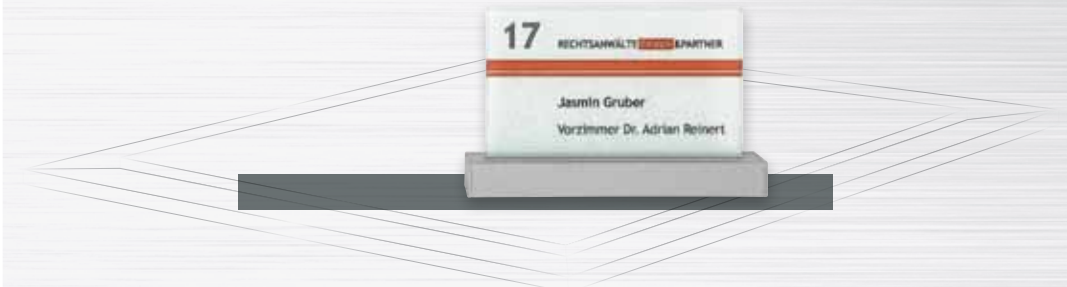 17
RECHTSANWÄLTE &PARTNER
Jasmin Gruber
Vorzimmer Dr. Adrian Reinert